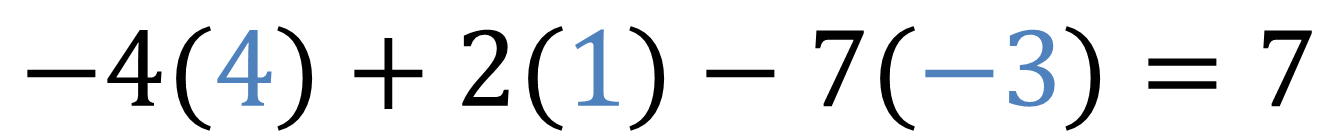 −4(4) + 2(1) − 7(−3) = 7